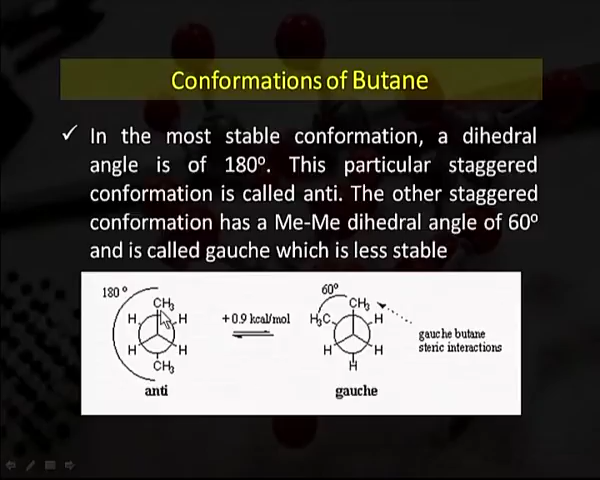 Conformations of Butane
✓ In the most stable conformation, a dihedral
angle is of 180º. This particular staggered
conformation is called anti. The other staggered
conformation has a Me-Me dihedral angle of 60º
and is called gauche which is less stable
180 º
CH₃
H H
H H
CH₃
anti
+0.9 kcal/mol
60º
CH₃
H₃C H
H H
H
gauche
gauche butane
steric interactions